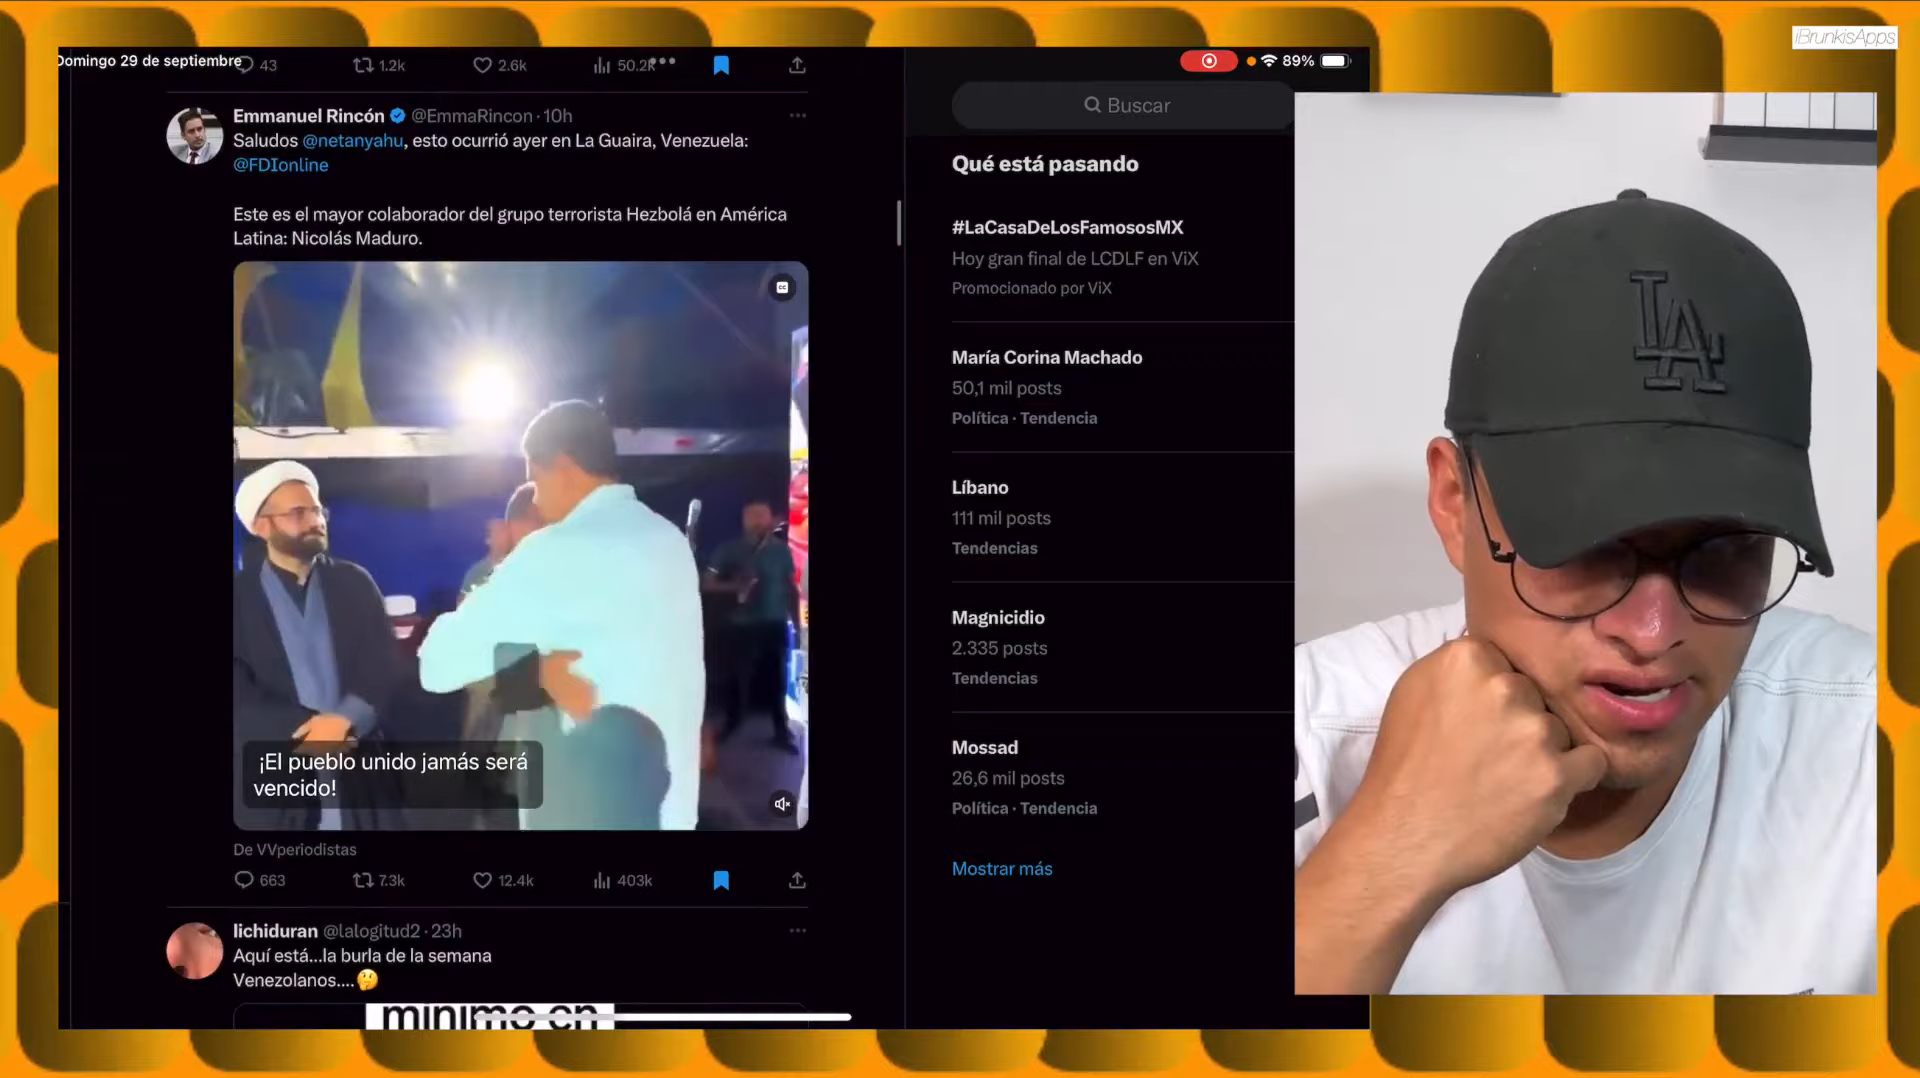 iBrunkisApps
Domingo 29 de septiembre
43
1.2k
2.6k
89%
Emmanuel Rincón @EmmaRincon · 10h
Saludos @netanyahu, esto ocurrió ayer en La Guaira, Venezuela:
@FDIonline
Este es el mayor colaborador del grupo terrorista Hezbolá en América
Latina: Nicolás Maduro.
CC
¡El pueblo unido jamás será
vencido!
De VVperiodistas
663
7.3k
12.4k
403k
lichiduran @lalogitud2 · 23h
Aquí está...la burla de la semana
Venezolanos....🤔
minimo en
Buscar
Qué está pasando
#LaCasaDeLosFamososMX
Hoy gran final de LCDLF en ViX
Promocionado por ViX
María Corina Machado
50,1 mil posts
Política · Tendencia
Líbano
111 mil posts
Tendencias
Magnicidio
2.335 posts
Tendencias
Mossad
26,6 mil posts
Política · Tendencia
Mostrar más
LA